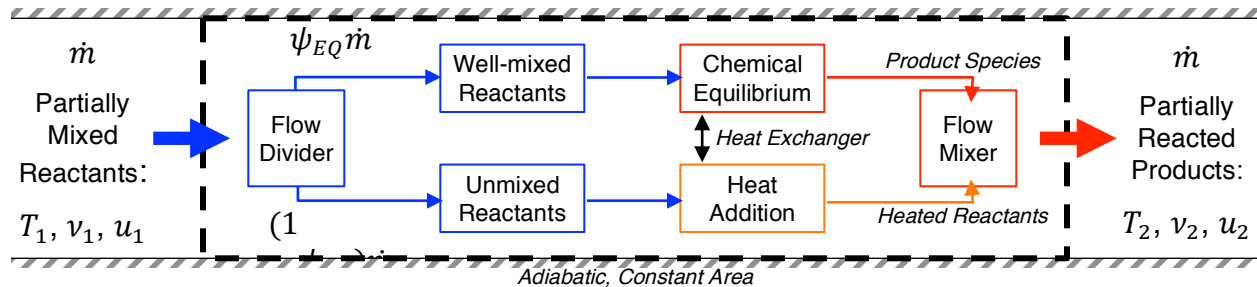 ṁ
Partially
Mixed
Reactants:
T₁, ν₁, u₁
ψ_EQ ṁ
Flow
Divider
(1
Well-mixed
Reactants
Unmixed
Reactants
Chemical
Equilibrium
Heat Exchanger
Heat
Addition
Product Species
Flow
Mixer
Heated Reactants
ṁ
Partially
Reacted
Products:
T₂, ν₂, u₂
Adiabatic, Constant Area